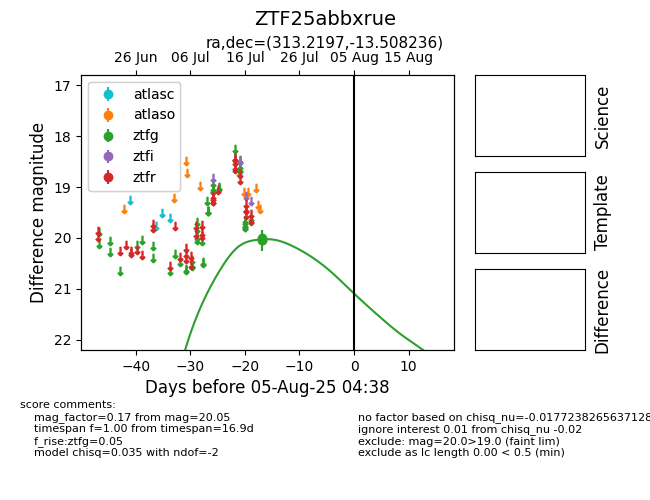 ZTF25abbxrue
ra,dec=(313.2197,-13.508236)
26 Jun 06 Jul 16 Jul 26 Jul 05 Aug 15 Aug
atlasc
atlaso
ztfg
ztfi
ztfr
17
18
19
20
21
22
Difference magnitude
−40 −30 −20 −10 0 10
Days before 05-Aug-25 04:38
Science
Template
Difference
score comments:
mag_factor=0.17 from mag=20.05
timespan f=1.00 from timespan=16.9d
f_rise:ztfg=0.05
model chisq=0.035 with ndof=-2
no factor based on chisq_nu=-0.0177238265637128
ignore interest 0.01 from chisq_nu -0.02
exclude: mag=20.0>19.0 (faint lim)
exclude as lc length 0.00 < 0.5 (min)